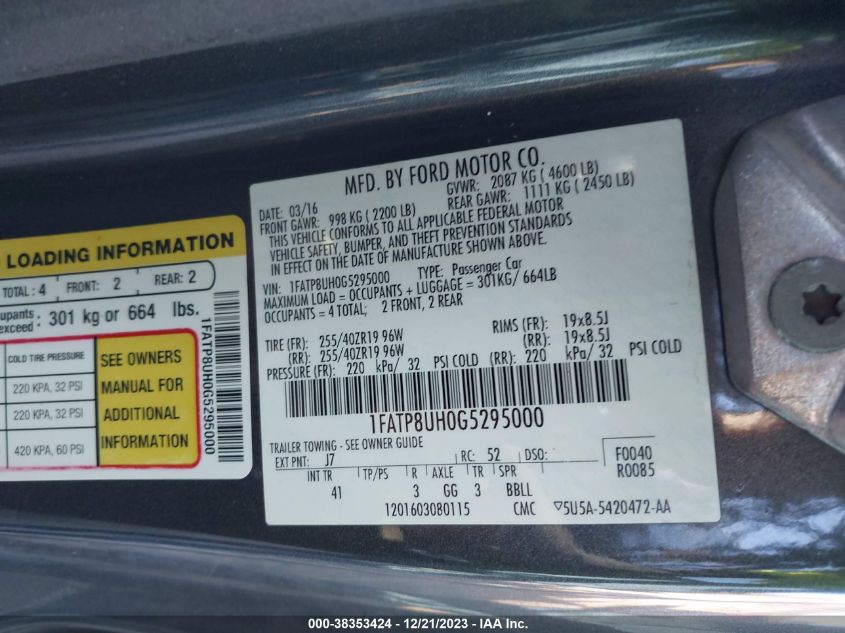 LOADING INFORMATION
TOTAL: 4 FRONT: 2 REAR: 2
upants
exceed: 301 kg or 664 lbs.
COLD TIRE PRESSURE
220 KPA, 32 PSI
220 KPA, 32 PSI
420 KPA, 60 PSI
SEE OWNERS
MANUAL FOR
ADDITIONAL
INFORMATION
1FATP8UH0G5295000
MFD. BY FORD MOTOR CO.
DATE: 03/16 GVWR: 2087 KG ( 4600 LB)
FRONT GAWR: 998 KG ( 2200 LB) REAR GAWR: 1111 KG ( 2450 LB)
THIS VEHICLE CONFORMS TO ALL APPLICABLE FEDERAL MOTOR
VEHICLE SAFETY, BUMPER, AND THEFT PREVENTION STANDARDS
IN EFFECT ON THE DATE OF MANUFACTURE SHOWN ABOVE.
VIN: 1FATP8UH0G5295000 TYPE: Passenger Car
MAXIMUM LOAD = OCCUPANTS + LUGGAGE = 301KG/ 664LB
OCCUPANTS = 4 TOTAL; 2 FRONT, 2 REAR
TIRE (FR): 255/40ZR19 96W RIMS (FR): 19x8.5J
(RR): 255/40ZR19 96W (RR): 19x8.5J
PRESSURE (FR): 220 kPa/ 32 PSI COLD (RR): 220 kPa/ 32 PSI COLD
1FATP8UH0G5295000
TRAILER TOWING - SEE OWNER GUIDE
EXT PNT: J7 RC: 52 DSO: F0040
R0085
INT TR TP/PS R AXLE TR SPR
41 3 GG 3 BBLL
1201603080115 CMC ▽5U5A-5420472-AA
000-38353424 - 12/21/2023 - IAA Inc.